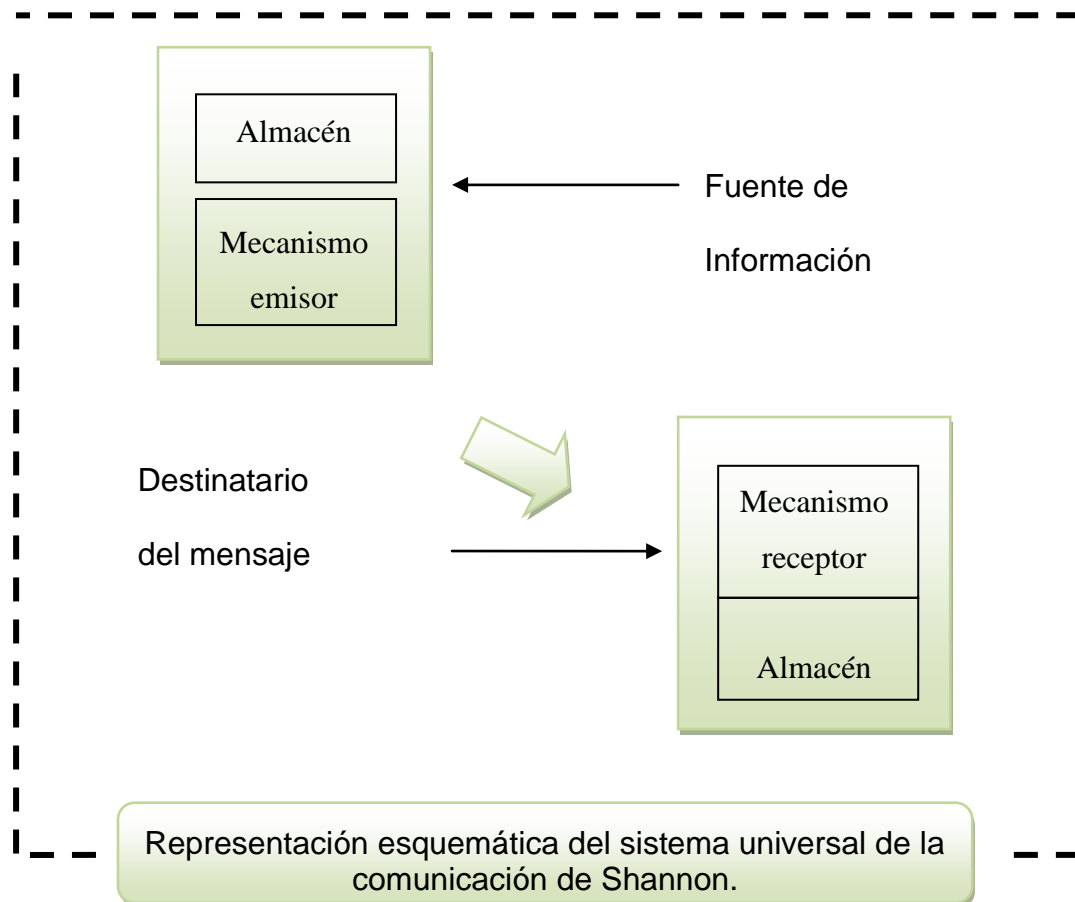 Almacén
Mecanismo
emisor
Fuente de
Información
Destinatario
del mensaje
Mecanismo
receptor
Almacén
Representación esquemática del sistema universal de la
comunicación de Shannon.